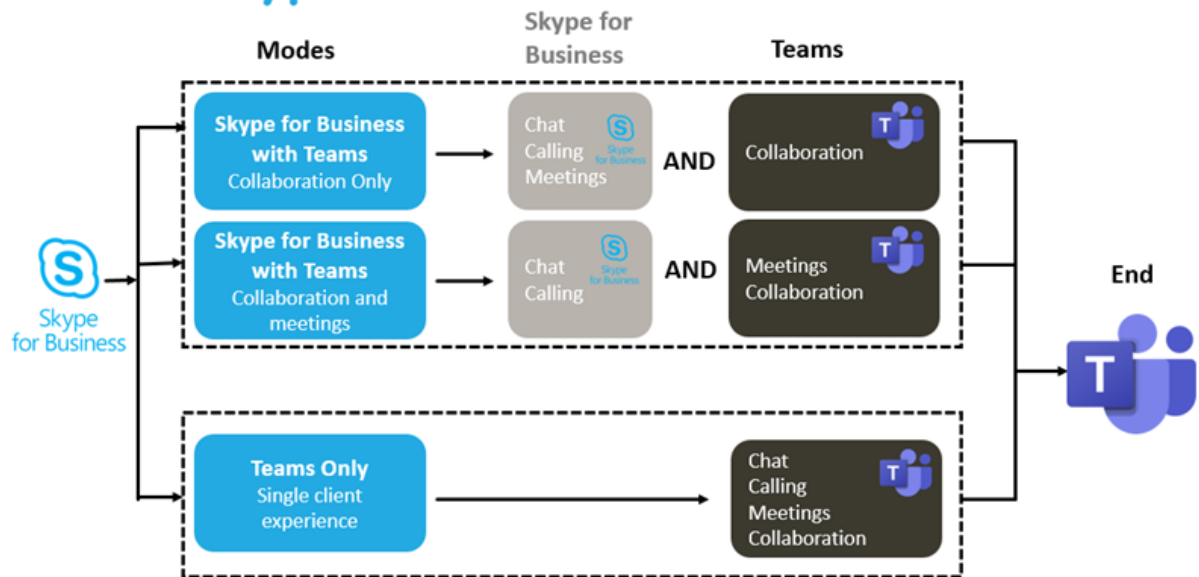 Modes
Skype for
Business
Teams
Skype for Business
with Teams
Collaboration Only
Chat
Calling
Meetings
S
Skype
for Business
AND
Collaboration
T
Skype for Business
with Teams
Collaboration and
meetings
Chat
Calling
S
Skype
for Business
AND
Meetings
Collaboration
T
S
Skype
for Business
End
T
Teams Only
Single client
experience
Chat
Calling
Meetings
Collaboration
T